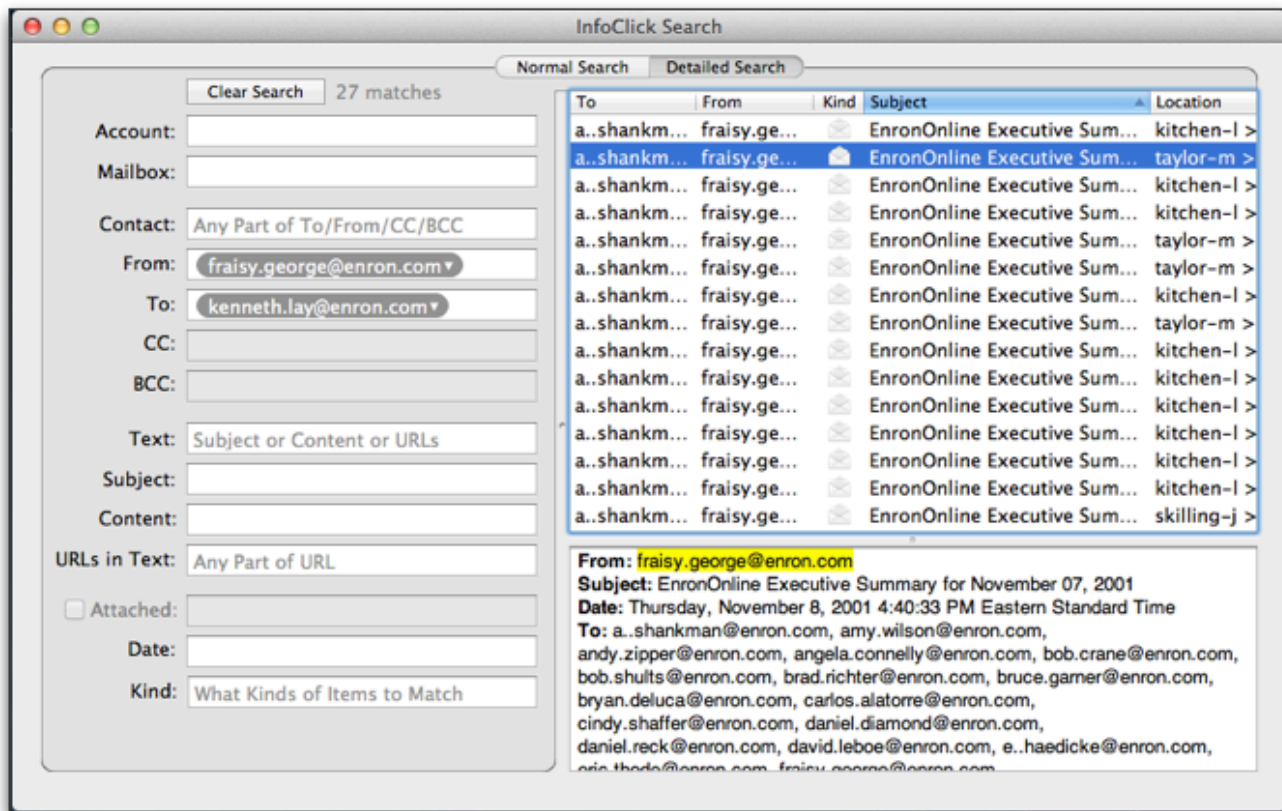 InfoClick Search
Normal Search Detailed Search
Clear Search 27 matches
Account:
Mailbox:
Contact: Any Part of To/From/CC/BCC
From: fraisy.george@enron.com
To: kenneth.lay@enron.com
CC:
BCC:
Text: Subject or Content or URLs
Subject:
Content:
URLs in Text: Any Part of URL
Attached:
Date:
Kind: What Kinds of Items to Match
To From Kind Subject Location
a..shankm... fraisy.ge... EnronOnline Executive Sum... kitchen-l >
a..shankm... fraisy.ge... EnronOnline Executive Sum... taylor-m >
a..shankm... fraisy.ge... EnronOnline Executive Sum... kitchen-l >
a..shankm... fraisy.ge... EnronOnline Executive Sum... kitchen-l >
a..shankm... fraisy.ge... EnronOnline Executive Sum... taylor-m >
a..shankm... fraisy.ge... EnronOnline Executive Sum... taylor-m >
a..shankm... fraisy.ge... EnronOnline Executive Sum... kitchen-l >
a..shankm... fraisy.ge... EnronOnline Executive Sum... taylor-m >
a..shankm... fraisy.ge... EnronOnline Executive Sum... kitchen-l >
a..shankm... fraisy.ge... EnronOnline Executive Sum... kitchen-l >
a..shankm... fraisy.ge... EnronOnline Executive Sum... kitchen-l >
a..shankm... fraisy.ge... EnronOnline Executive Sum... kitchen-l >
a..shankm... fraisy.ge... EnronOnline Executive Sum... kitchen-l >
a..shankm... fraisy.ge... EnronOnline Executive Sum... kitchen-l >
a..shankm... fraisy.ge... EnronOnline Executive Sum... skilling-j >
From: fraisy.george@enron.com
Subject: EnronOnline Executive Summary for November 07, 2001
Date: Thursday, November 8, 2001 4:40:33 PM Eastern Standard Time
To: a..shankman@enron.com, amy.wilson@enron.com,
andy.zipper@enron.com, angela.connelly@enron.com, bob.crane@enron.com,
bob.shults@enron.com, brad.richter@enron.com, bruce.garner@enron.com,
bryan.deluca@enron.com, carlos.alatorre@enron.com,
cindy.shaffer@enron.com, daniel.diamond@enron.com,
daniel.reck@enron.com, david.leboe@enron.com, e..haedicke@enron.com,
eric.thode@enron.com, fraisy.george@enron.com,